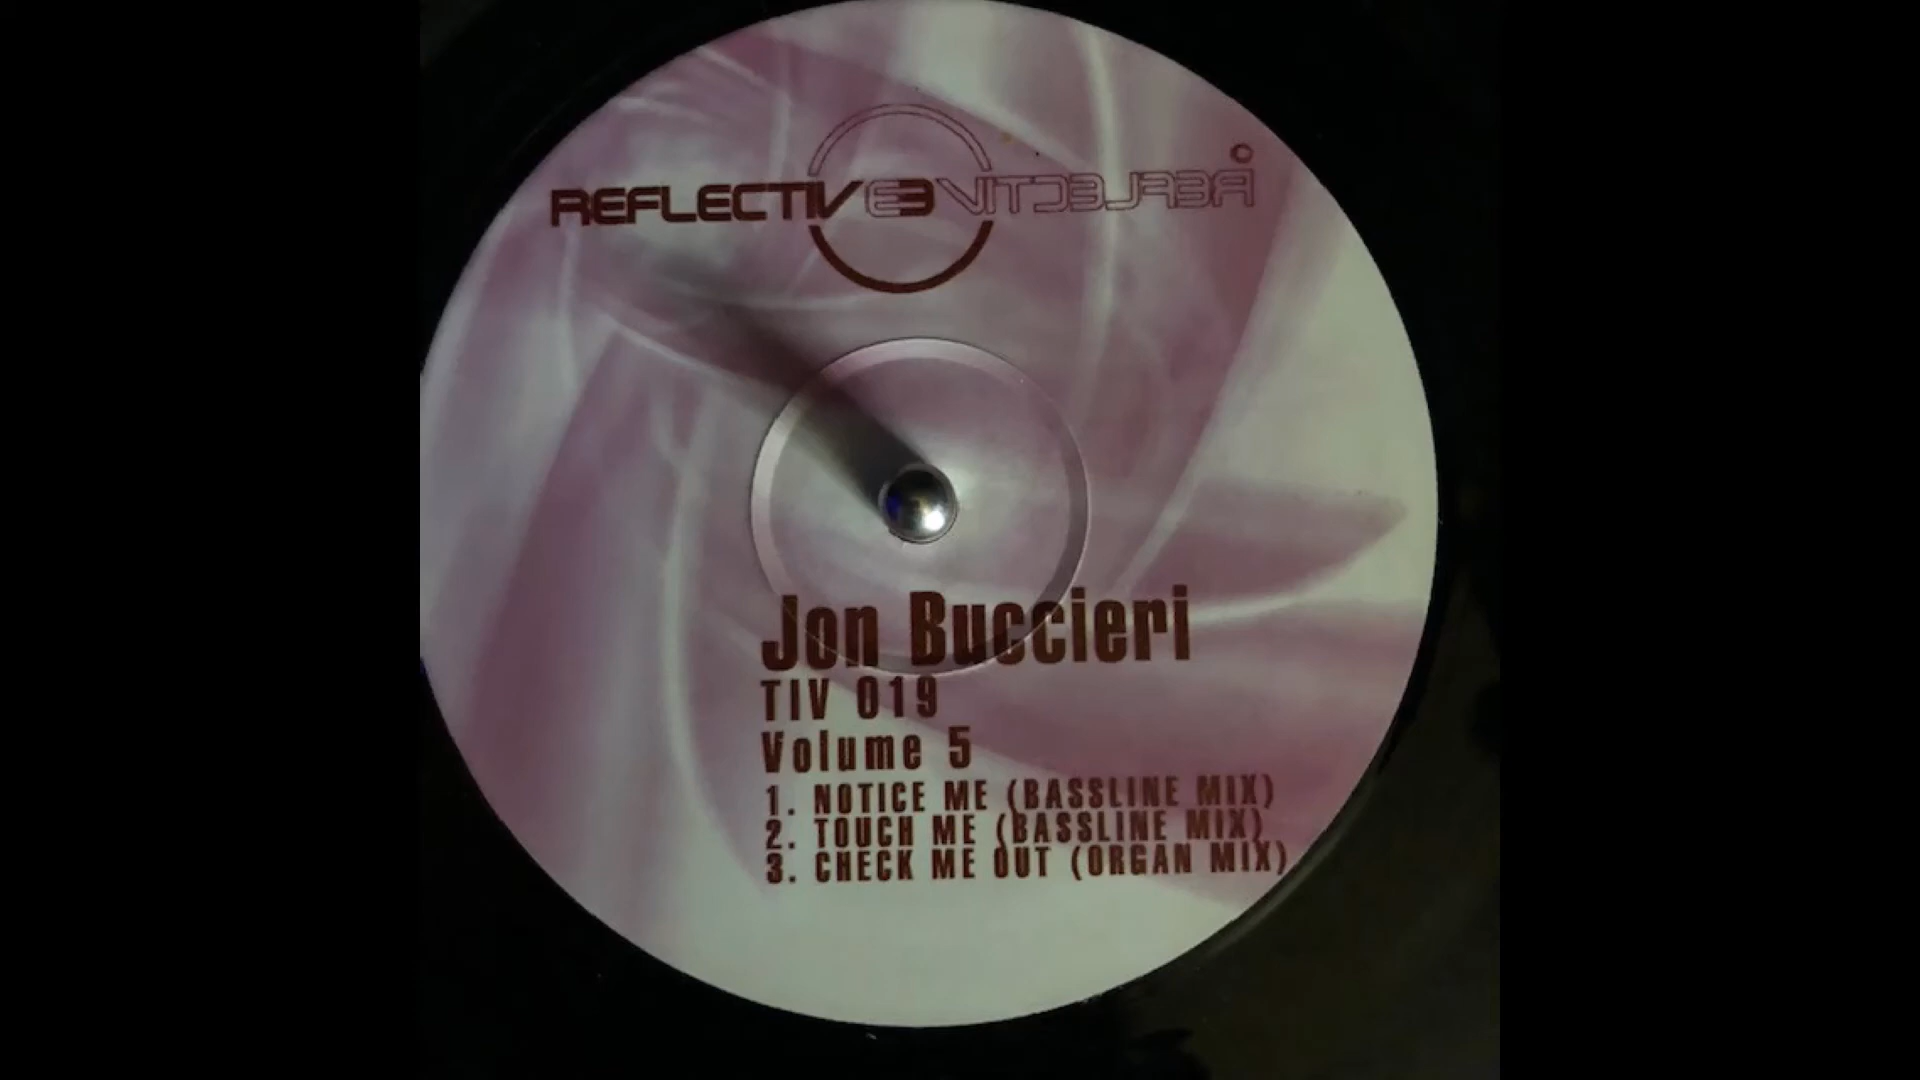 REFLECTIVE REFLECTIVE
Jon Buccieri
TIV 019
Volume 5
1. NOTICE ME (BASSLINE MIX)
2. TOUCH ME (BASSLINE MIX)
3. CHECK ME OUT (ORGAN MIX)